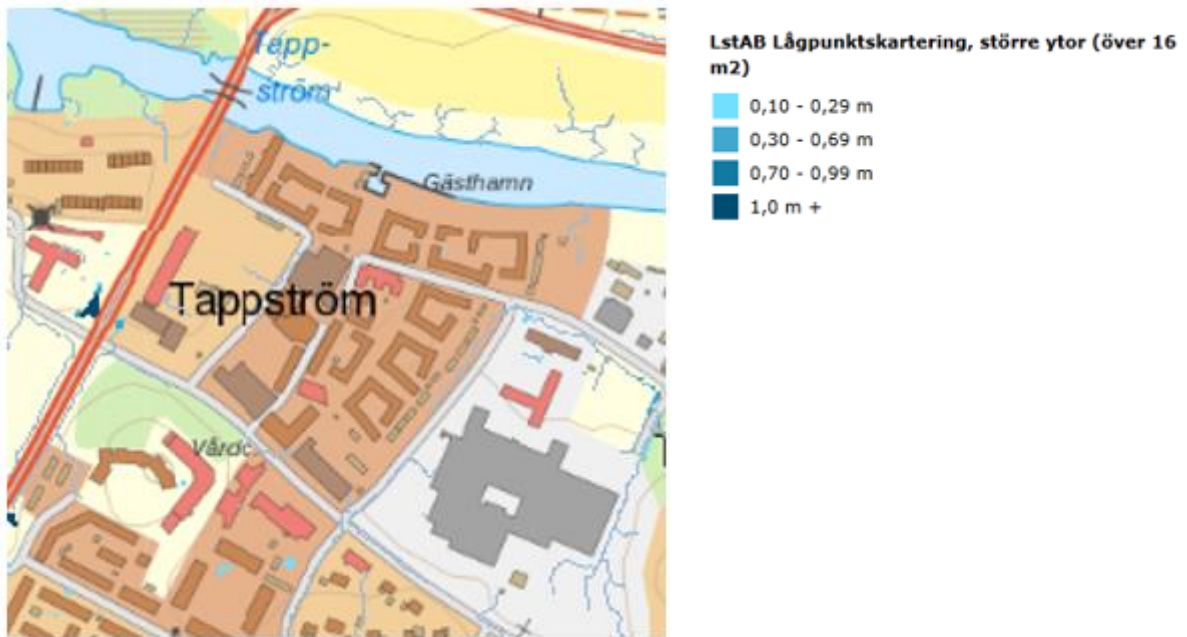 Tapp-
ström
Gästhamn
Tappström
Vårdc.
LstAB Lågpunktskartering, större ytor (över 16
m2)
0,10 - 0,29 m
0,30 - 0,69 m
0,70 - 0,99 m
1,0 m +